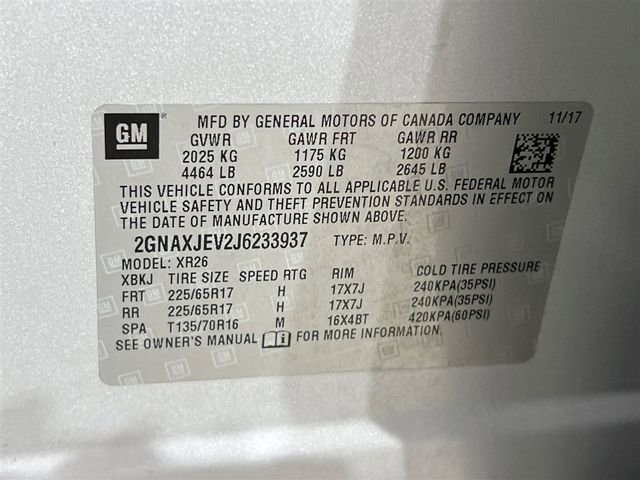 GM MFD BY GENERAL MOTORS OF CANADA COMPANY 11/17
GVWR GAWR FRT GAWR RR
2025 KG 1175 KG 1200 KG
4464 LB 2590 LB 2645 LB
THIS VEHICLE CONFORMS TO ALL APPLICABLE U.S. FEDERAL MOTOR
VEHICLE SAFETY AND THEFT PREVENTION STANDARDS IN EFFECT ON
THE DATE OF MANUFACTURE SHOWN ABOVE.
2GNAXJEV2J6233937 TYPE: M.P.V.
MODEL: XR26
XBKJ TIRE SIZE SPEED RTG RIM COLD TIRE PRESSURE
FRT 225/65R17 H 17X7J 240KPA(35PSI)
RR 225/65R17 H 17X7J 240KPA(35PSI)
SPA T135/70R16 M 16X4BT 420KPA(60PSI)
SEE OWNER'S MANUAL i FOR MORE INFORMATION.